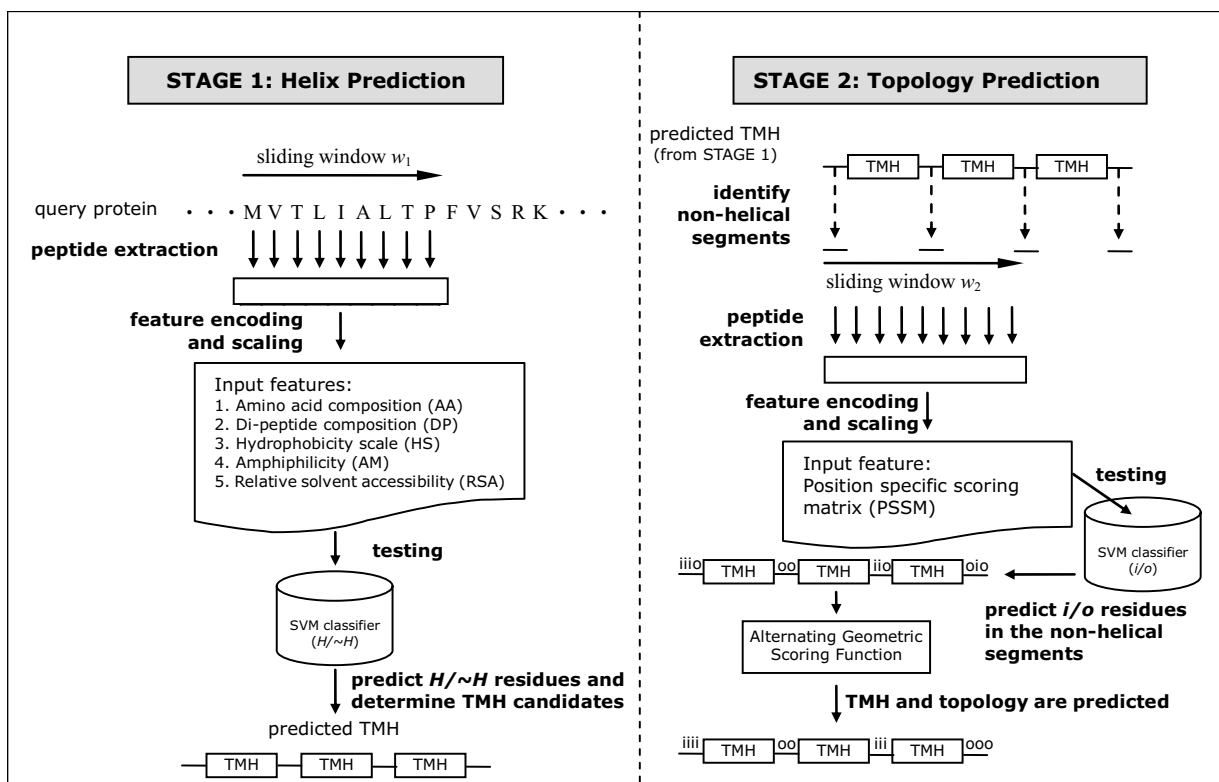 STAGE 1: Helix Prediction
sliding window w₁
query protein · · · M V T L I A L T P F V S R K · · ·
peptide extraction
feature encoding
and scaling
Input features:
1. Amino acid composition (AA)
2. Di-peptide composition (DP)
3. Hydrophobicity scale (HS)
4. Amphiphilicity (AM)
5. Relative solvent accessibility (RSA)
testing
SVM classifier
(H/~H)
predict H/~H residues and
determine TMH candidates
predicted TMH
TMH TMH TMH
STAGE 2: Topology Prediction
predicted TMH
(from STAGE 1)
TMH TMH TMH
identify
non-helical
segments
sliding window w₂
peptide
extraction
feature encoding
and scaling
Input feature:
Position specific scoring
matrix (PSSM)
testing
SVM classifier
(i/o)
iiio TMH oo TMH iio TMH oio
predict i/o residues
in the non-helical
segments
Alternating Geometric
Scoring Function
TMH and topology are predicted
iiii TMH oo TMH iii TMH ooo